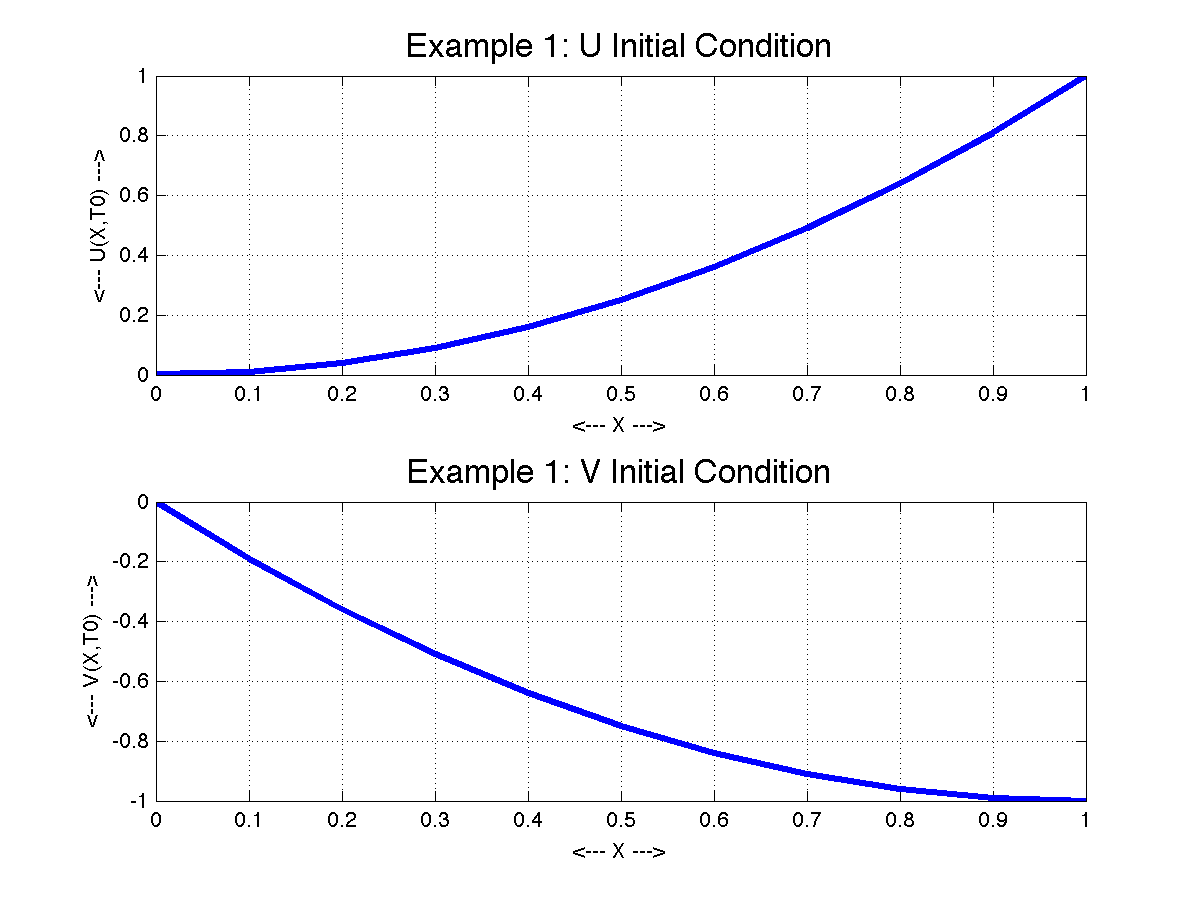 Example 1: U Initial Condition
<--- U(X,T0) --->
1
0.8
0.6
0.4
0.2
0
0 0.1 0.2 0.3 0.4 0.5 0.6 0.7 0.8 0.9 1
<--- X --->
Example 1: V Initial Condition
<--- V(X,T0) --->
0
-0.2
-0.4
-0.6
-0.8
-1
0 0.1 0.2 0.3 0.4 0.5 0.6 0.7 0.8 0.9 1
<--- X --->